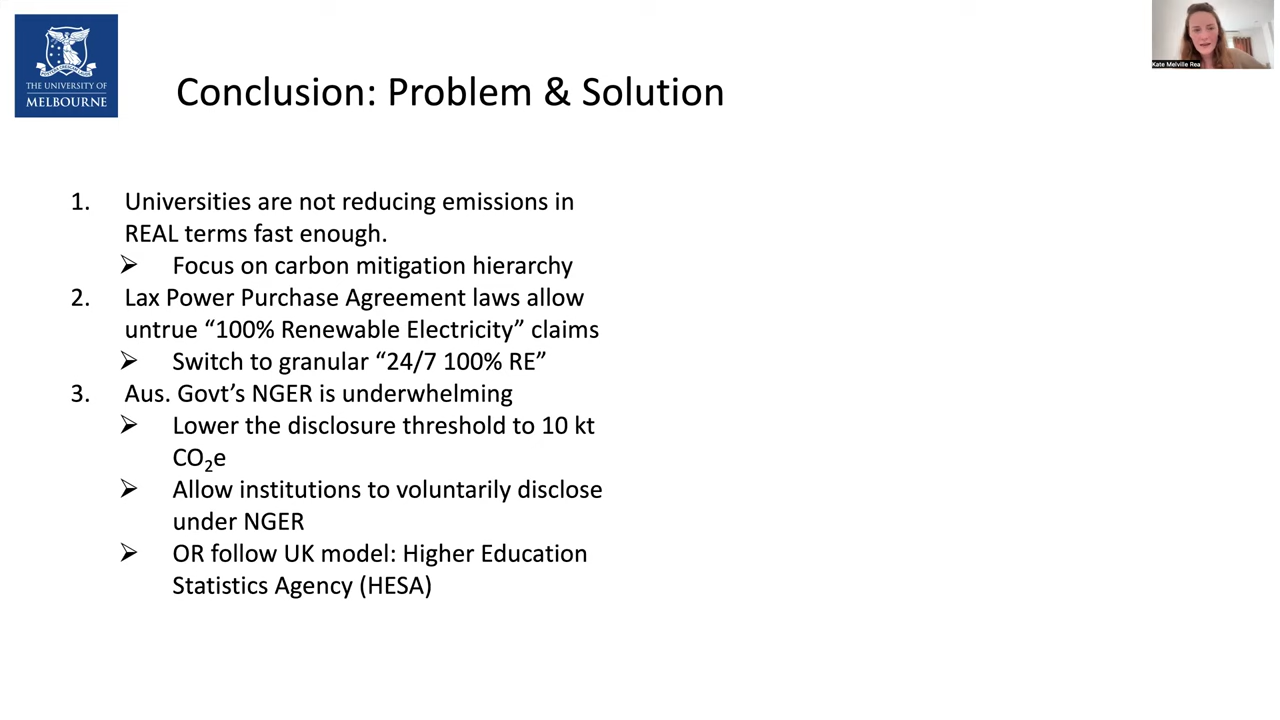 THE UNIVERSITY OF
MELBOURNE
Conclusion: Problem & Solution
Kate Melville Rea
1. Universities are not reducing emissions in
REAL terms fast enough.
➢ Focus on carbon mitigation hierarchy
2. Lax Power Purchase Agreement laws allow
untrue “100% Renewable Electricity” claims
➢ Switch to granular “24/7 100% RE”
3. Aus. Govt’s NGER is underwhelming
➢ Lower the disclosure threshold to 10 kt
CO₂e
➢ Allow institutions to voluntarily disclose
under NGER
➢ OR follow UK model: Higher Education
Statistics Agency (HESA)